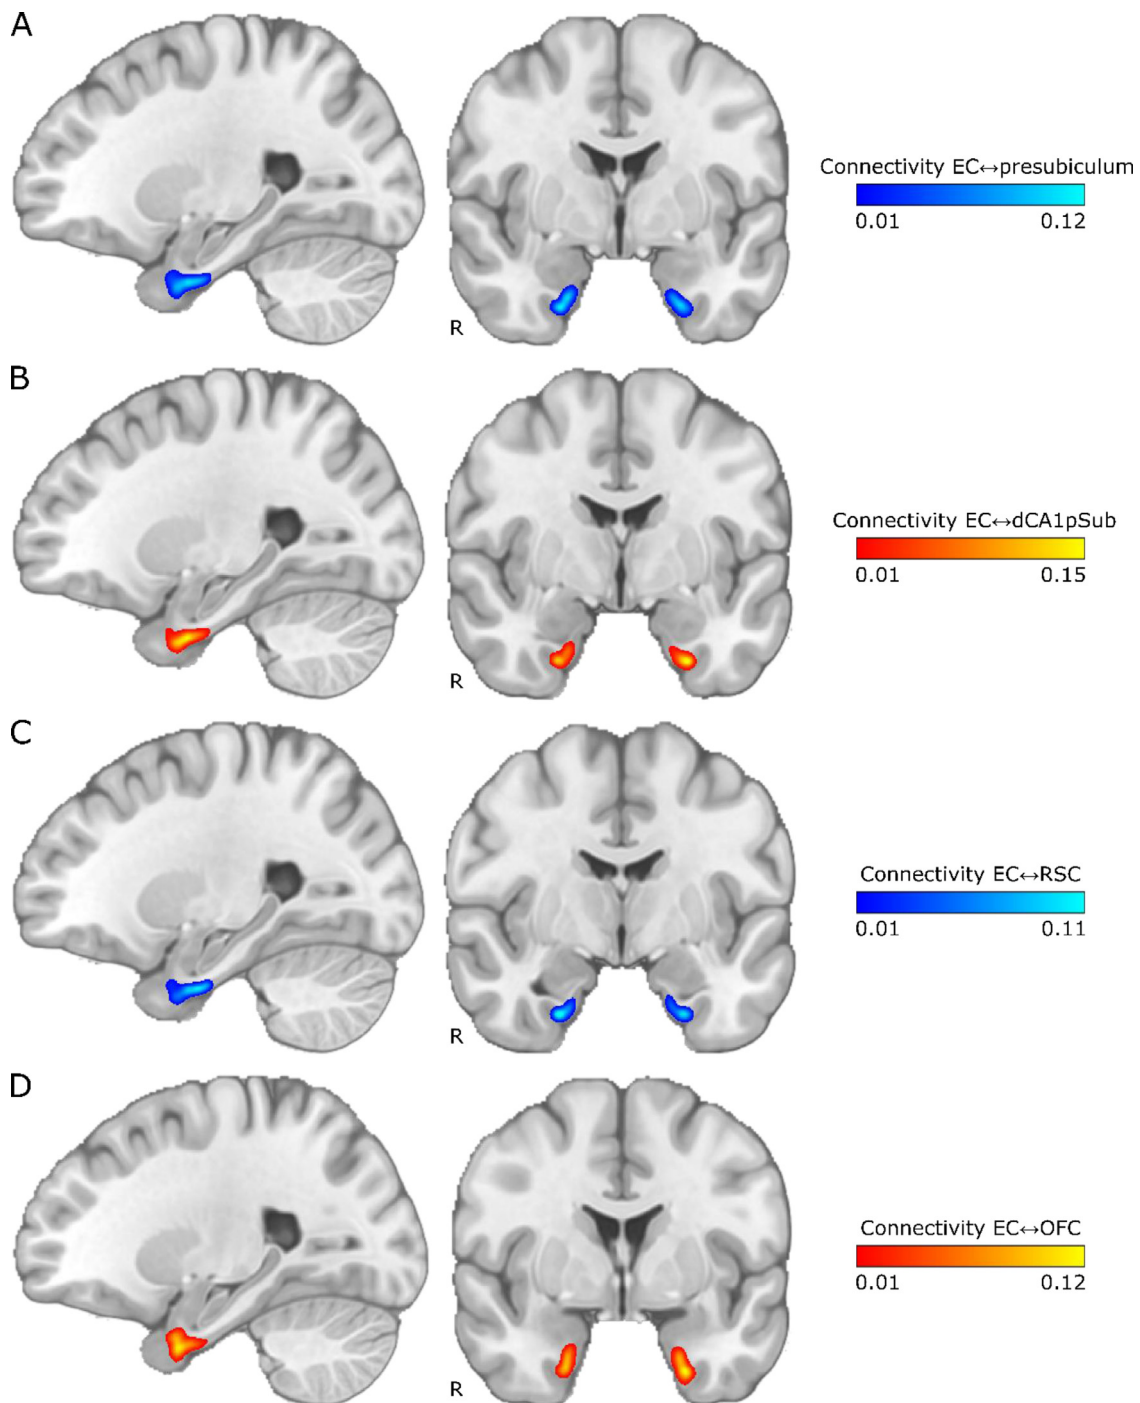 A
Connectivity EC↔presubiculum
0.01 0.12
R
B
Connectivity EC↔dCA1pSub
0.01 0.15
R
C
Connectivity EC↔RSC
0.01 0.11
R
D
Connectivity EC↔OFC
0.01 0.12
R